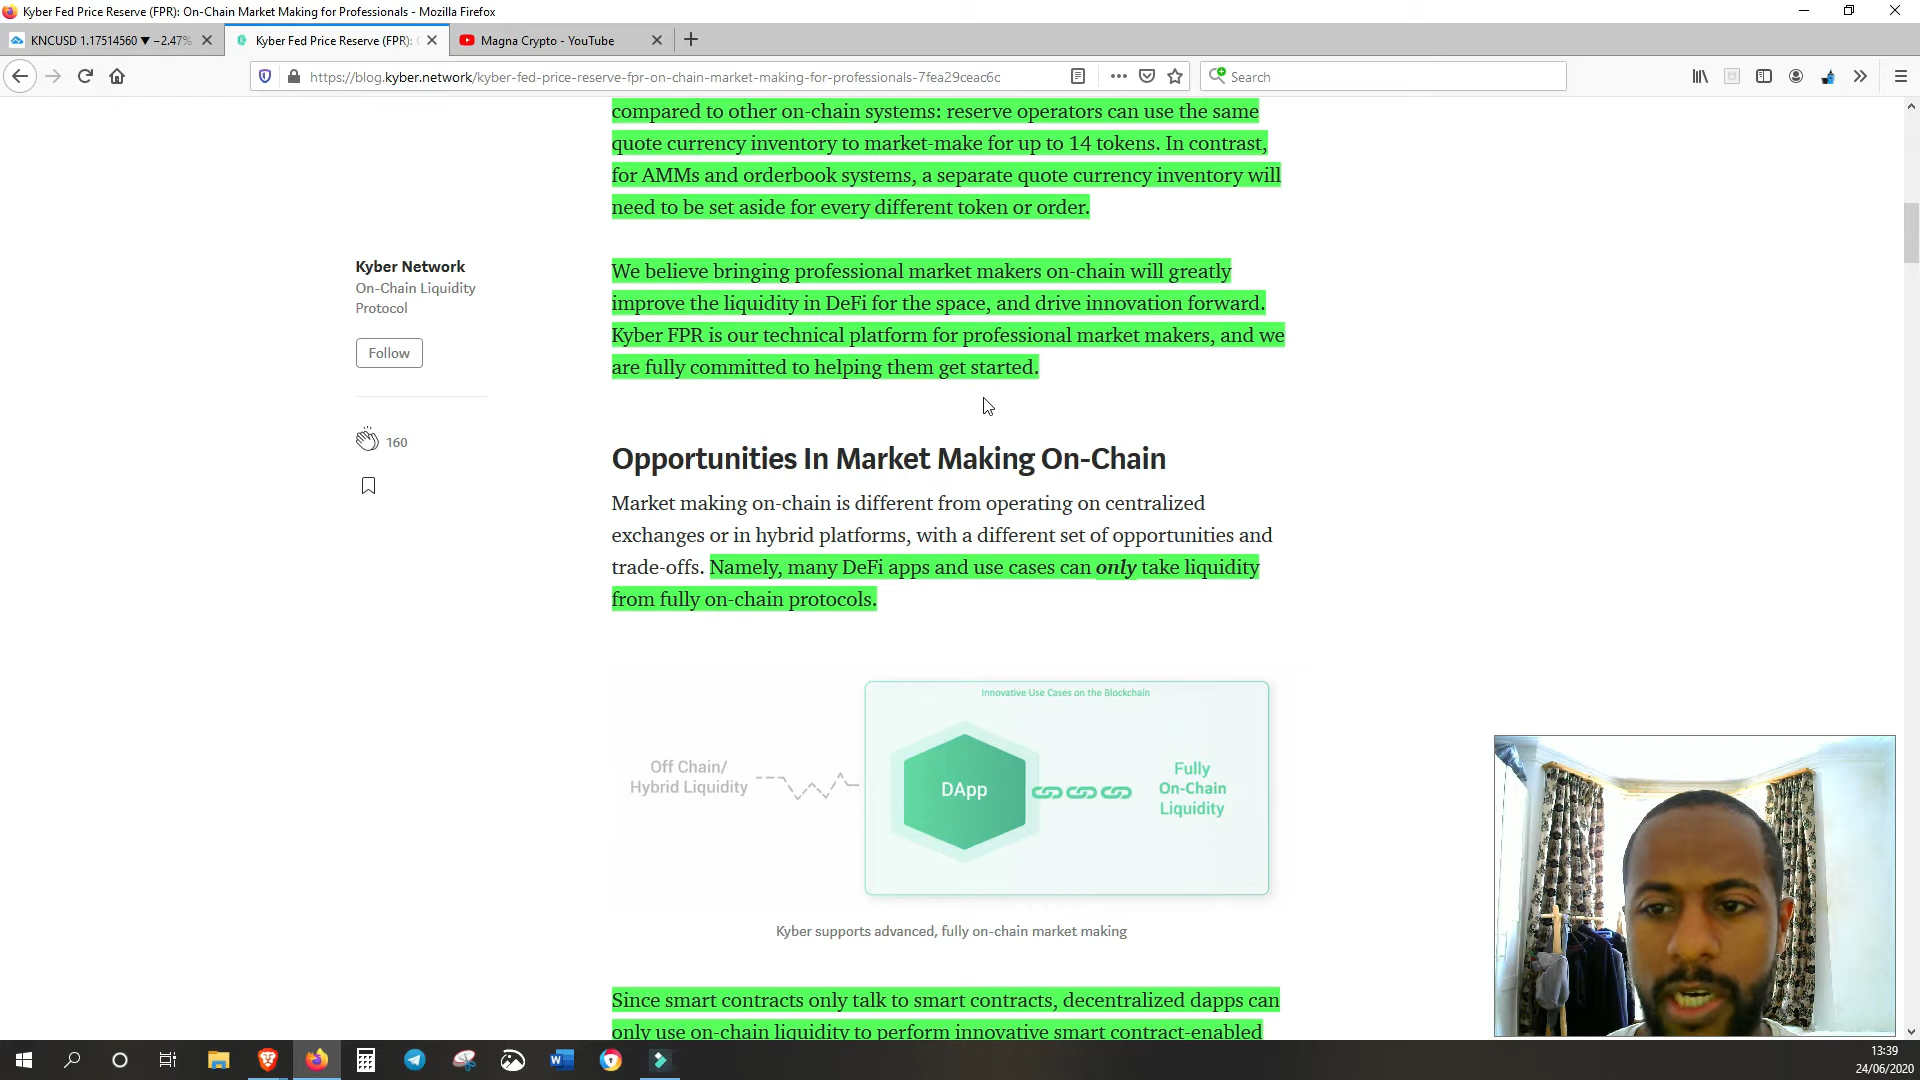 Kyber Fed Price Reserve (FPR): On-Chain Market Making for Professionals - Mozilla Firefox
KNCUSD 1.17514560 ▼ −2.47%
Kyber Fed Price Reserve (FPR):
Magna Crypto - YouTube
https://blog.kyber.network/kyber-fed-price-reserve-fpr-on-chain-market-making-for-professionals-7fea29ceac6c
Search
compared to other on-chain systems: reserve operators can use the same
quote currency inventory to market-make for up to 14 tokens. In contrast,
for AMMs and orderbook systems, a separate quote currency inventory will
need to be set aside for every different token or order.
Kyber Network
On-Chain Liquidity
Protocol
Follow
160
We believe bringing professional market makers on-chain will greatly
improve the liquidity in DeFi for the space, and drive innovation forward.
Kyber FPR is our technical platform for professional market makers, and we
are fully committed to helping them get started.
Opportunities In Market Making On-Chain
Market making on-chain is different from operating on centralized
exchanges or in hybrid platforms, with a different set of opportunities and
trade-offs. Namely, many DeFi apps and use cases can only take liquidity
from fully on-chain protocols.
Innovative Use Cases on the Blockchain
Off Chain/
Hybrid Liquidity
DApp
Fully
On-Chain
Liquidity
Kyber supports advanced, fully on-chain market making
Since smart contracts only talk to smart contracts, decentralized dapps can
only use on-chain liquidity to perform innovative smart contract-enabled
13:39
24/06/2020